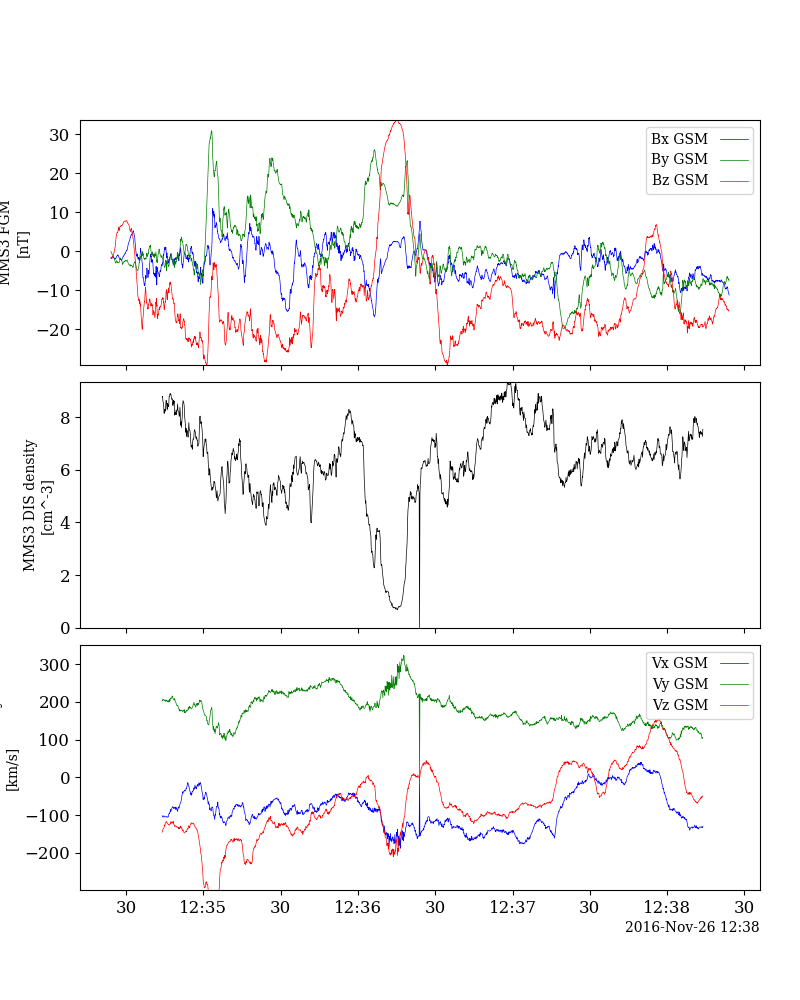 30
20
10
0
−10
−20
MMS3 FGM
[nT]
Bx GSM
By GSM
Bz GSM
8
6
4
2
0
MMS3 DIS density
[cm^-3]
300
200
100
0
−100
−200
[km/s]
Vx GSM
Vy GSM
Vz GSM
30 12:35 30 12:36 30 12:37 30 12:38 30
2016-Nov-26 12:38